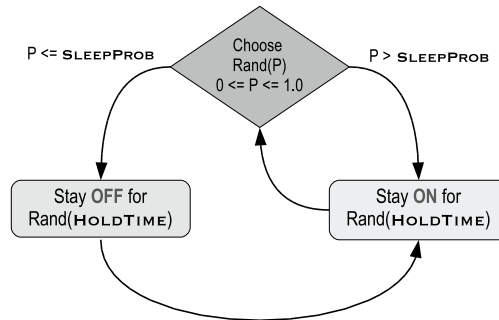 Choose
Rand(P)
0 <= P <= 1.0
P <= SLEEPPROB
P > SLEEPPROB
Stay OFF for
Rand(HOLDTIME)
Stay ON for
Rand(HOLDTIME)